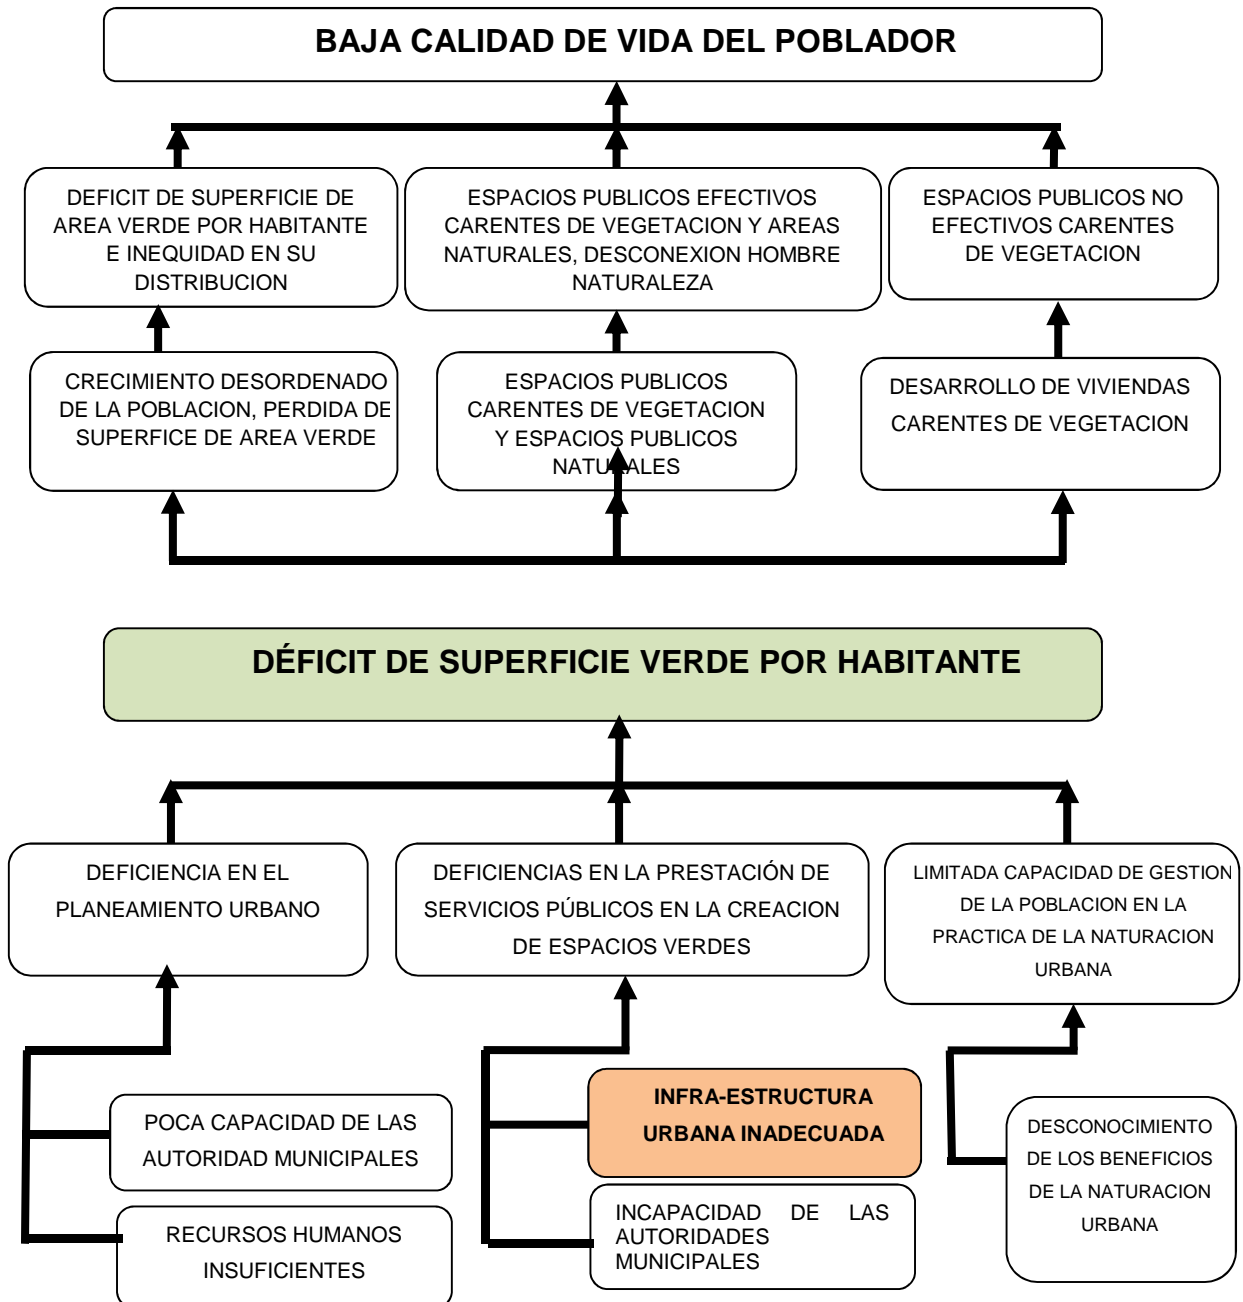 BAJA CALIDAD DE VIDA DEL POBLADOR
DEFICIT DE SUPERFICIE DE
AREA VERDE POR HABITANTE
E INEQUIDAD EN SU
DISTRIBUCION
ESPACIOS PUBLICOS EFECTIVOS
CARENTES DE VEGETACION Y AREAS
NATURALES, DESCONEXION HOMBRE
NATURALEZA
ESPACIOS PUBLICOS NO
EFECTIVOS CARENTES
DE VEGETACION
CRECIMIENTO DESORDENADO
DE LA POBLACION, PERDIDA DE
SUPERFICE DE AREA VERDE
ESPACIOS PUBLICOS
CARENTES DE VEGETACION
Y ESPACIOS PUBLICOS
NATURALES
DESARROLLO DE VIVIENDAS
CARENTES DE VEGETACION
DÉFICIT DE SUPERFICIE VERDE POR HABITANTE
DEFICIENCIA EN EL
PLANEAMIENTO URBANO
DEFICIENCIAS EN LA PRESTACIÓN DE
SERVICIOS PÚBLICOS EN LA CREACION
DE ESPACIOS VERDES
LIMITADA CAPACIDAD DE GESTION
DE LA POBLACION EN LA
PRACTICA DE LA NATURACION
URBANA
POCA CAPACIDAD DE LAS
AUTORIDAD MUNICIPALES
RECURSOS HUMANOS
INSUFICIENTES
INFRA-ESTRUCTURA
URBANA INADECUADA
INCAPACIDAD DE LAS
AUTORIDADES
MUNICIPALES
DESCONOCIMIENTO
DE LOS BENEFICIOS
DE LA NATURACION
URBANA